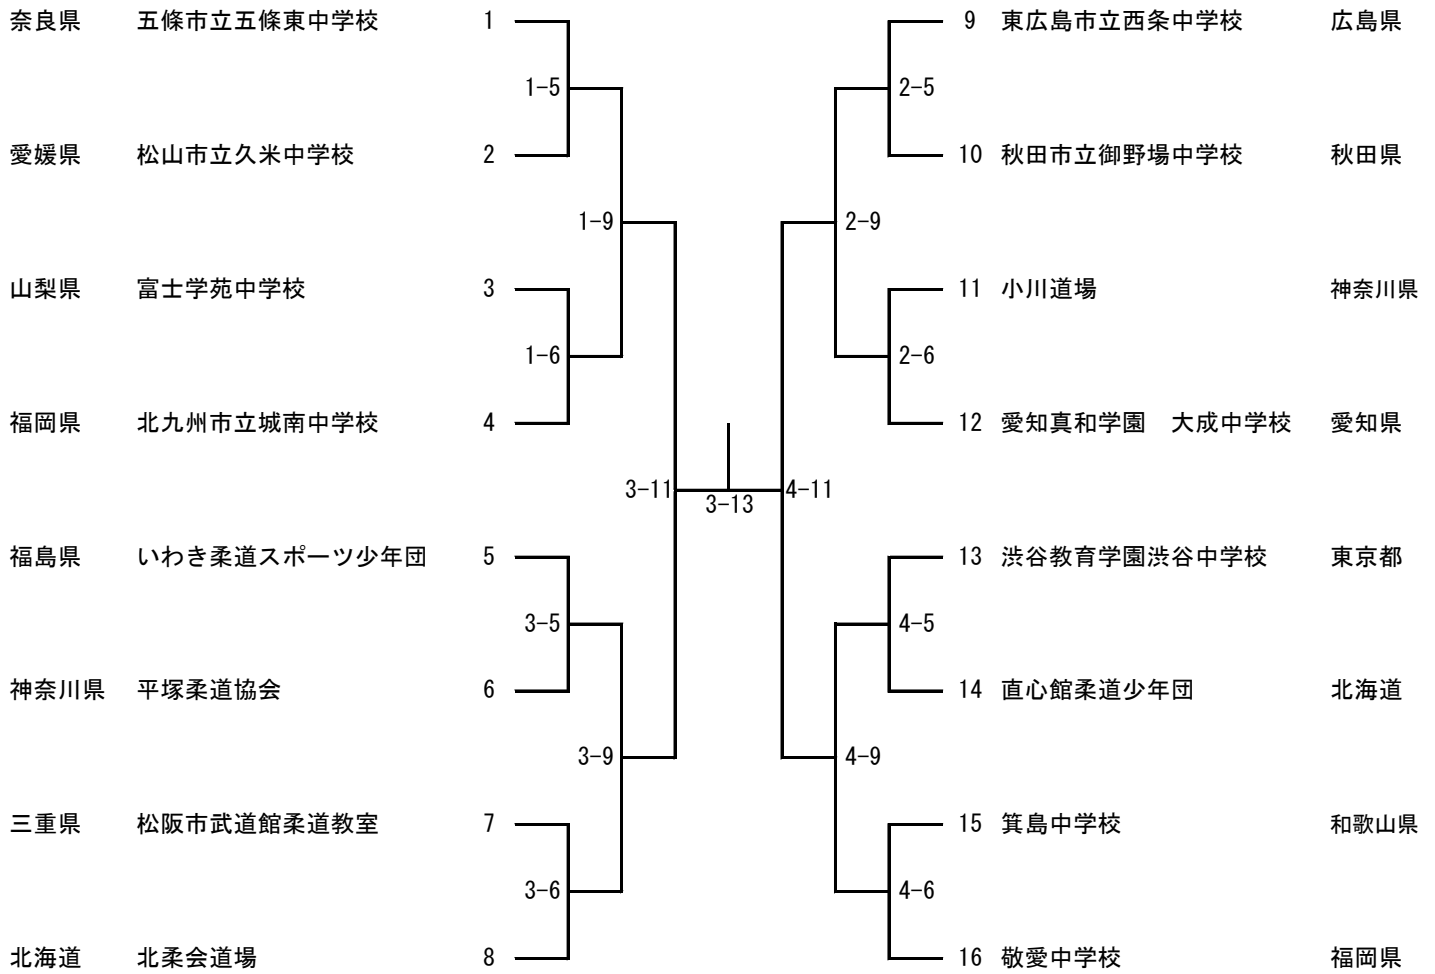 奈良県 五條市立五條東中学校 1 9 東広島市立西条中学校 広島県
1-5 2-5
愛媛県 松山市立久米中学校 2 10 秋田市立御野場中学校 秋田県
1-9 2-9
山梨県 富士学苑中学校 3 11 小川道場 神奈川県
1-6 2-6
福岡県 北九州市立城南中学校 4 12 愛知真和学園 大成中学校 愛知県
3-11 4-11
3-13
福島県 いわき柔道スポーツ少年団 5 13 渋谷教育学園渋谷中学校 東京都
3-5 4-5
神奈川県 平塚柔道協会 6 14 直心館柔道少年団 北海道
3-9 4-9
三重県 松阪市武道館柔道教室 7 15 箕島中学校 和歌山県
3-6 4-6
北海道 北柔会道場 8 16 敬愛中学校 福岡県